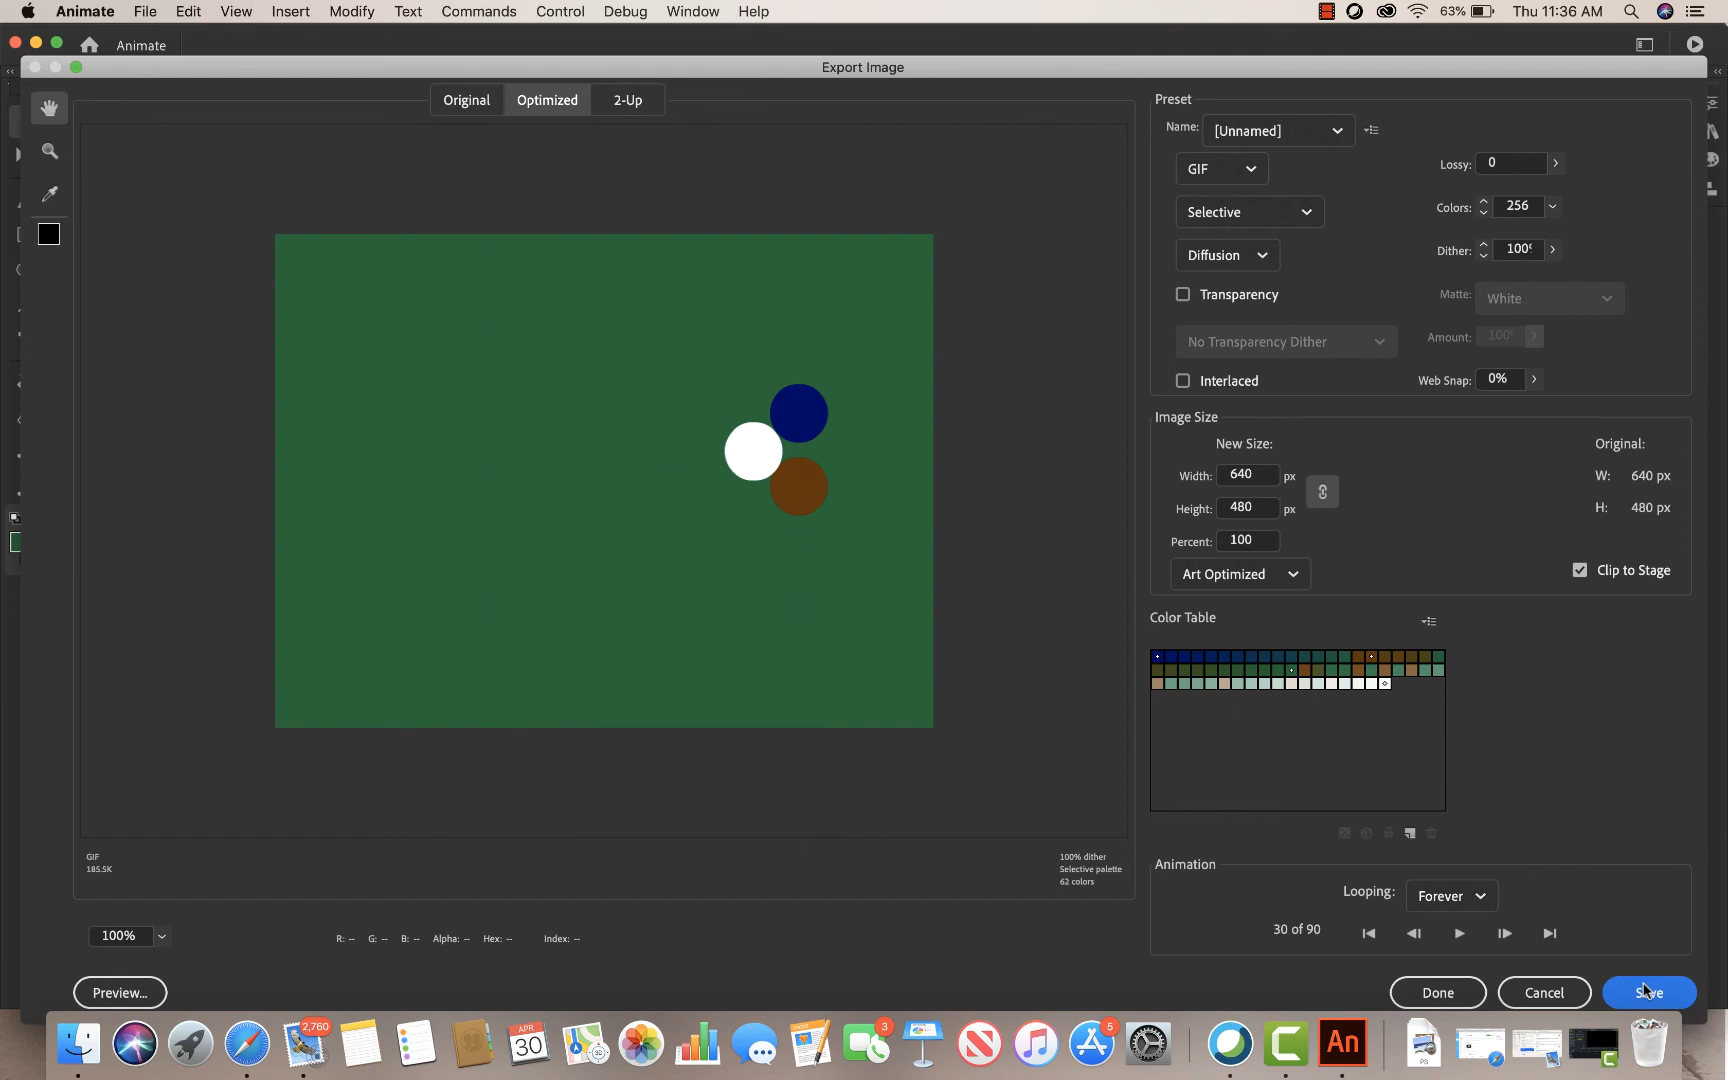 Animate File Edit View Insert Modify Text Commands Control Debug Window Help 63% Thu 11:36 AM
Animate
Export Image
Original Optimized 2-Up
Preset
Name: [Unnamed]
GIF Lossy: 0
Selective Colors: 256
Diffusion Dither:
Transparency Matte: White
No Transparency Dither Amount:
Interlaced Web Snap: 0%
Image Size
New Size: Original:
Width: 640 px W: 640 px
Height: 480 px H: 480 px
Percent: 100
Art Optimized Clip to Stage
Color Table
GIF
185.5K
100% dither
Selective palette
62 colors
Animation
Looping: Forever
30 of 90
100% R: -- G: -- B: -- Alpha: -- Hex: -- Index: --
Preview... Done Cancel
2,760 APR 30 3 5 An PS